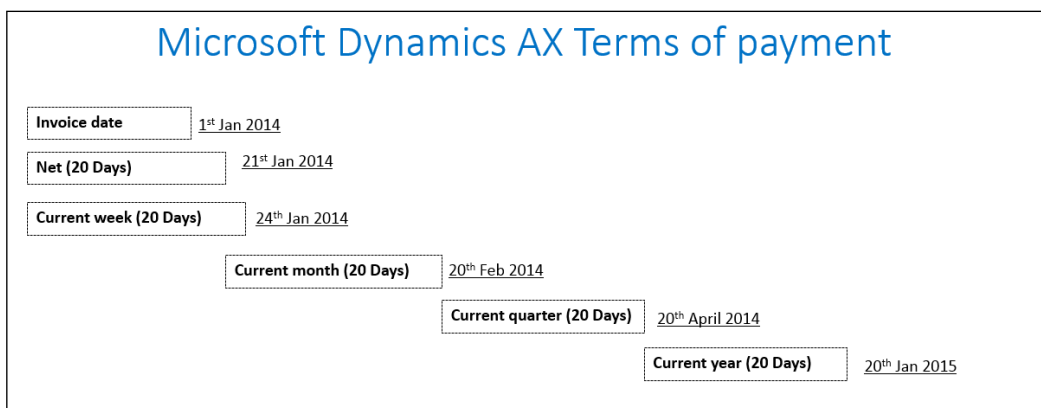 Microsoft Dynamics AX Terms of payment
Invoice date 1st Jan 2014
Net (20 Days) 21st Jan 2014
Current week (20 Days) 24th Jan 2014
Current month (20 Days) 20th Feb 2014
Current quarter (20 Days) 20th April 2014
Current year (20 Days) 20th Jan 2015